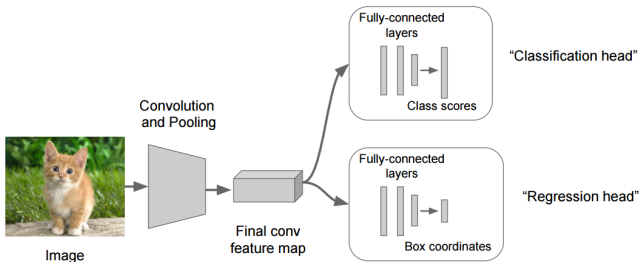 Fully-connected
layers
Class scores
“Classification head”
Convolution
and Pooling
Image
Final conv
feature map
Fully-connected
layers
Box coordinates
“Regression head”